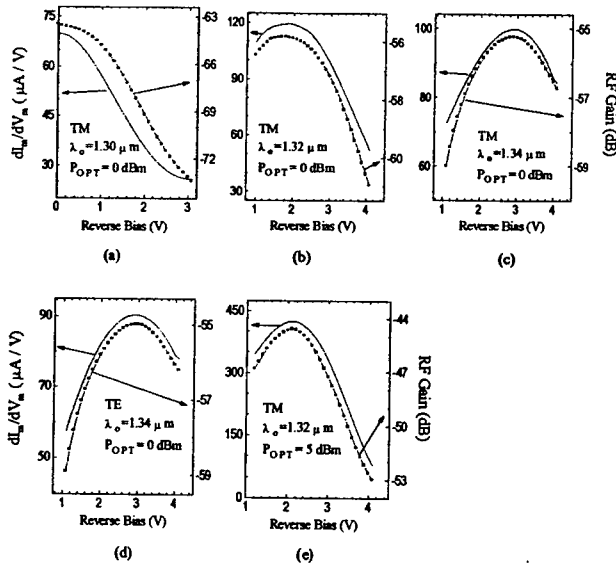 dIm/dVm (μA / V)
75
65
55
45
35
25
TM
λo=1.30 μm
POPT=0 dBm
-63
-66
-69
-72
0
1
2
3
Reverse Bias (V)
(a)
120
90
60
30
TM
λo=1.32 μm
POPT=0 dBm
-56
-58
-60
1
2
3
4
Reverse Bias (V)
(b)
100
80
60
TM
λo=1.34 μm
POPT=0 dBm
-55
-57
-59
RF Gain (dB)
1
2
3
4
Reverse Bias (V)
(c)
dIm/dVm (μA / V)
90
70
50
TE
λo=1.34 μm
POPT=0 dBm
-55
-57
-59
1
2
3
4
Reverse Bias (V)
(d)
450
300
150
0
TM
λo=1.32 μm
POPT=5 dBm
-44
-47
-50
-53
RF Gain (dB)
1
2
3
4
Reverse Bias (V)
(e)